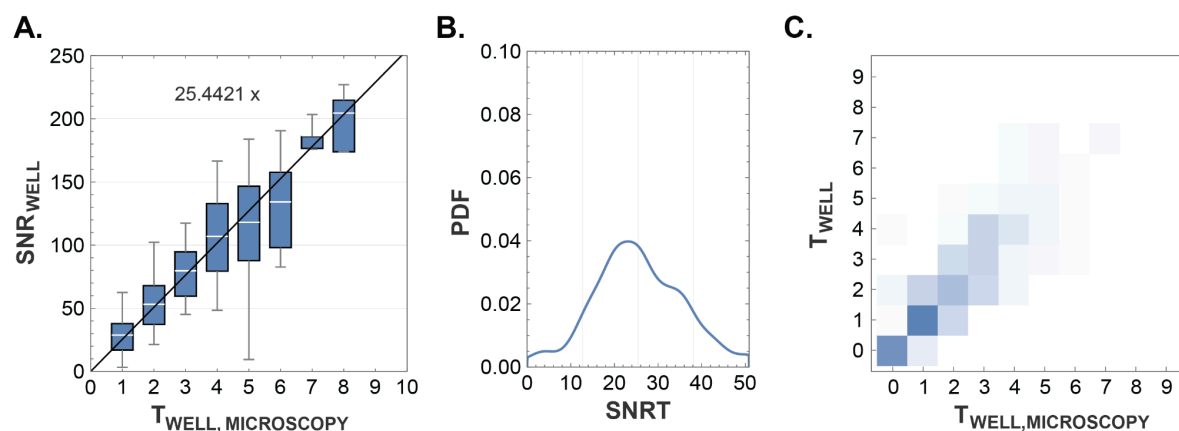 A.
250
200
150
100
50
0
SNRWELL
25.4421 x
0 1 2 3 4 5 6 7 8 9 10
TWELL, MICROSCOPY
B.
0.10
0.08
0.06
0.04
0.02
0.00
PDF
0 10 20 30 40 50
SNRT
C.
9
8
7
6
5
4
3
2
1
0
TWELL
0 1 2 3 4 5 6 7 8 9
TWELL,MICROSCOPY